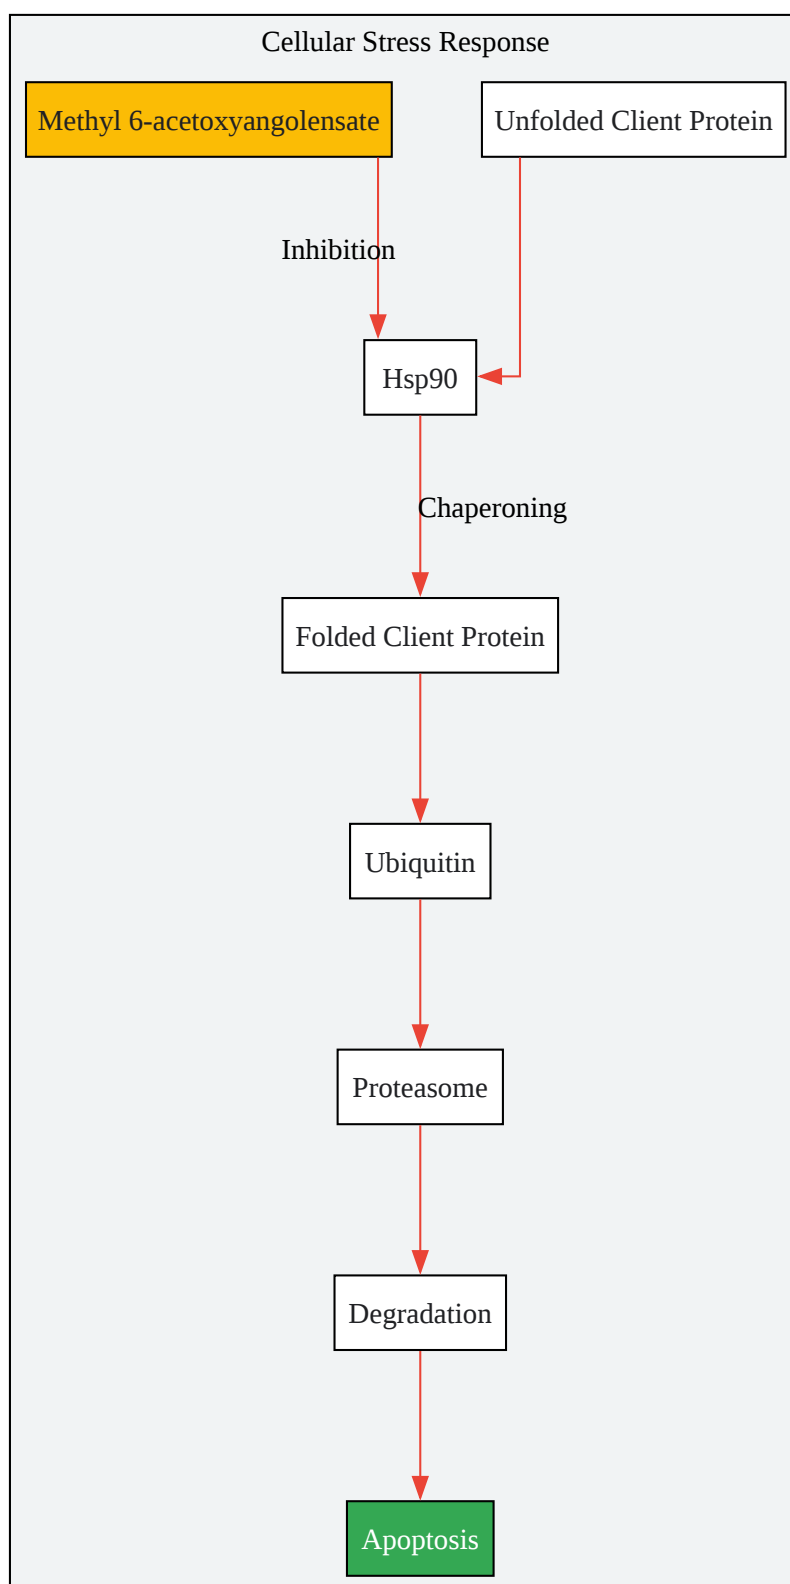 Cellular Stress Response
Methyl 6-acetoxyangolensate
Unfolded Client Protein
Inhibition
Hsp90
Chaperoning
Folded Client Protein
Ubiquitin
Proteasome
Degradation
Apoptosis